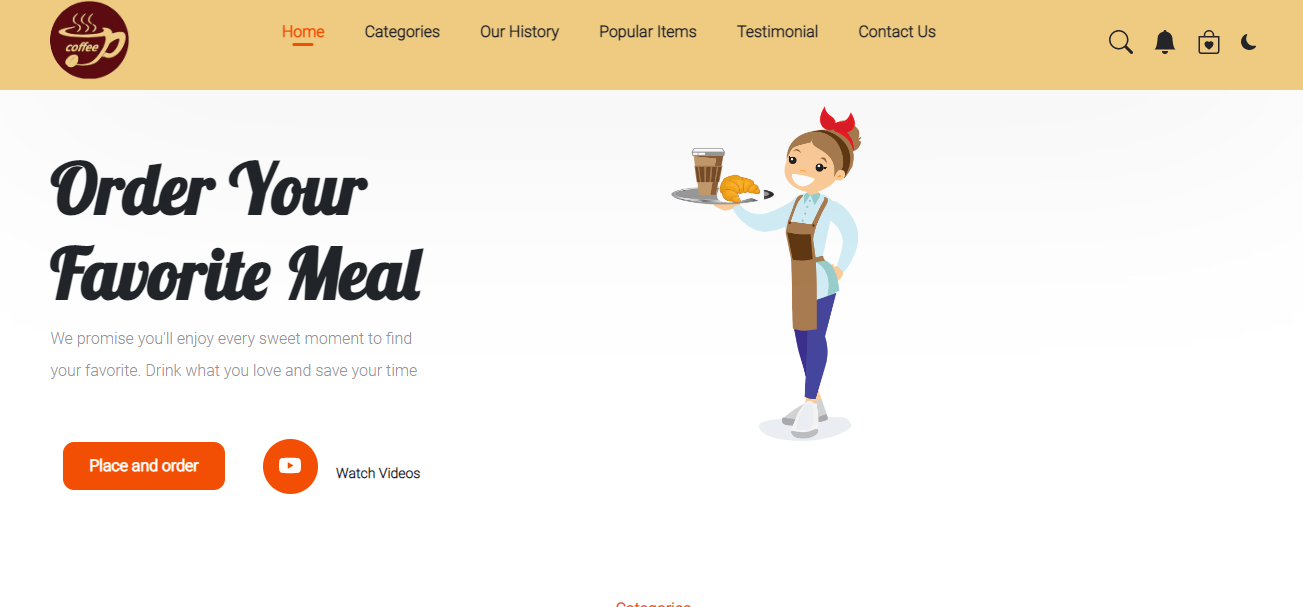 coffee
Home
Categories
Our History
Popular Items
Testimonial
Contact Us
Order Your
Favorite Meal
We promise you'll enjoy every sweet moment to find
your favorite. Drink what you love and save your time
Place and order
Watch Videos
Categories